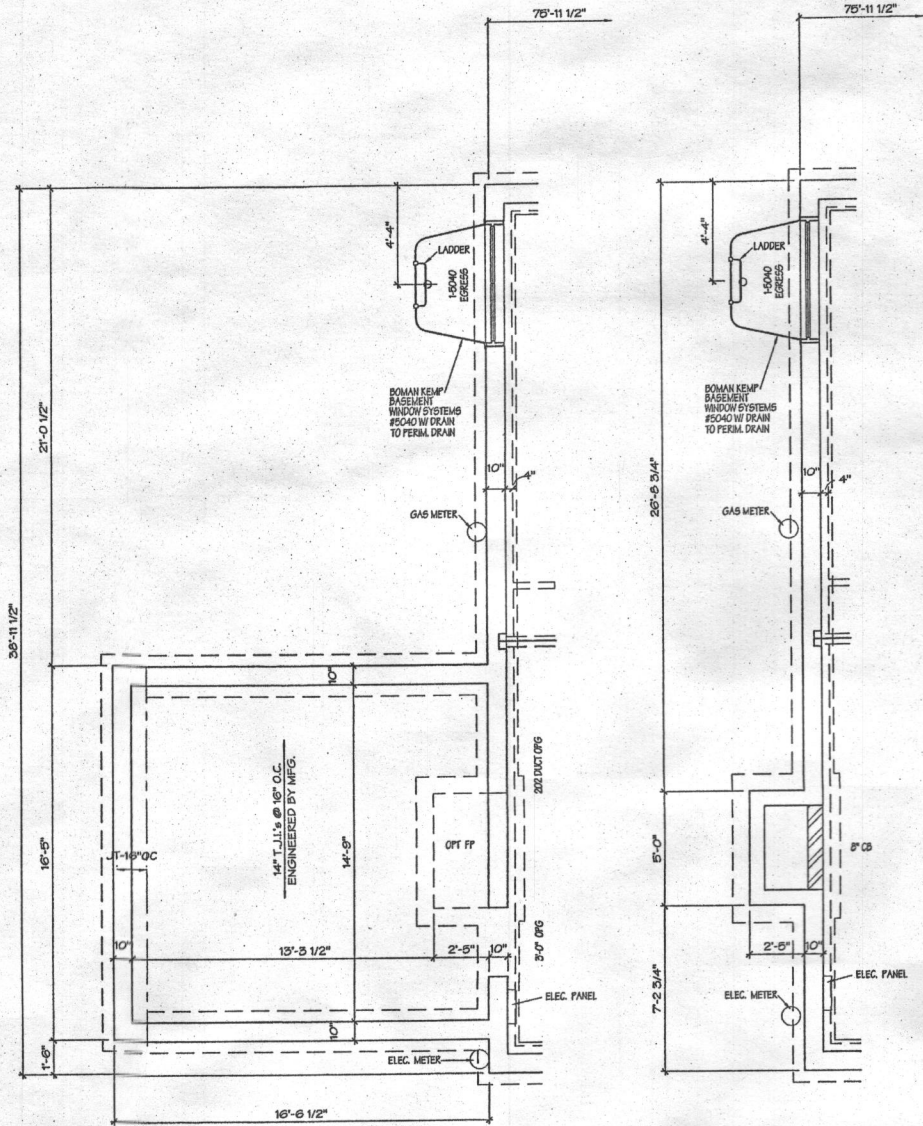 75'-11 1/2"
75'-11 1/2"
4'-4"
LADDER
1-5040
EGRESS
BOMAN KEMP
BASEMENT
WINDOW SYSTEMS
#5040 W/ DRAIN
TO PERIM. DRAIN
10"
4"
GAS METER
21'-0 1/2"
38'-11 1/2"
16'-5"
1'-6"
10"
14" T.J.I.'s @ 16" O.C.
ENGINEERED BY MFG.
14'-9"
JT-16"OC
OPT FP
DUCT OPG
10"
13'-3 1/2"
2'-5"
10"
3'-0" OPG
ELEC. PANEL
10"
ELEC. METER
16'-6 1/2"
4'-4"
LADDER
1-5040
EGRESS
BOMAN KEMP
BASEMENT
WINDOW SYSTEMS
#5040 W/ DRAIN
TO PERIM. DRAIN
10"
4"
GAS METER
26'-8 3/4"
5'-0"
7'-2 3/4"
8" CB
2'-5"
10"
ELEC. PANEL
ELEC. METER